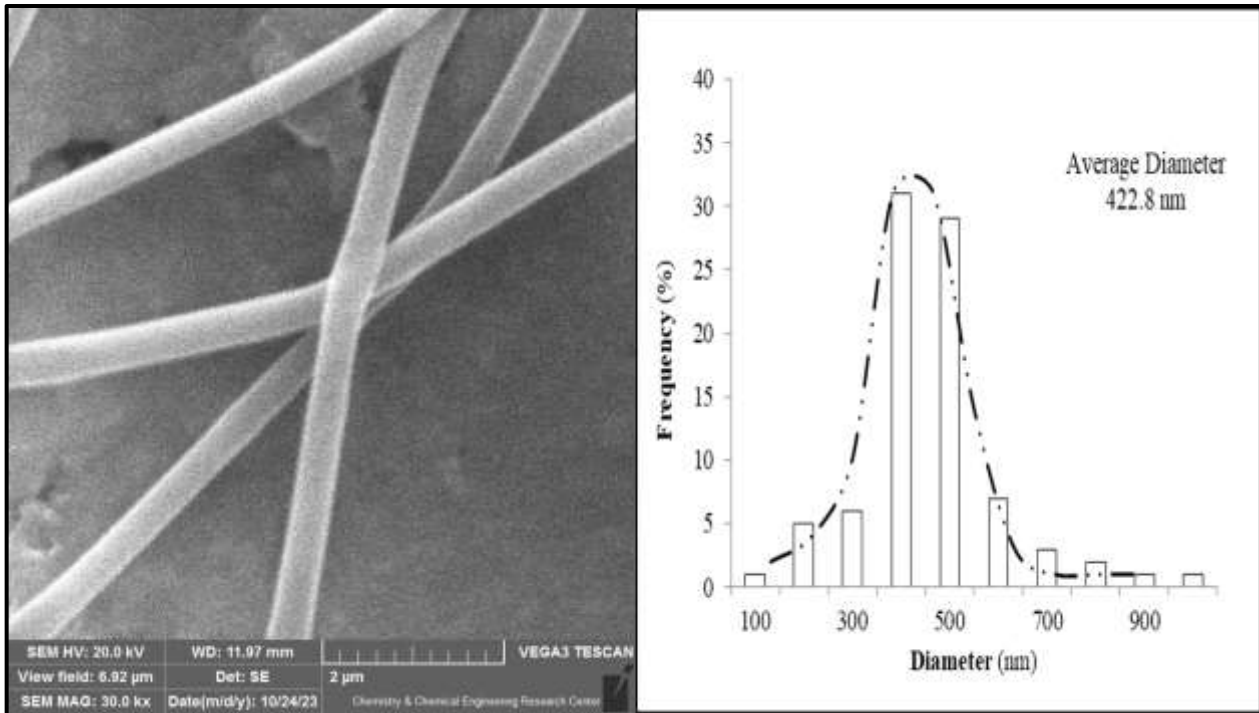 SEM HV: 20.0 kV WD: 11.97 mm VEGA3 TESCAN
View field: 6.92 µm Det: SE 2 µm
SEM MAG: 30.0 kx Date(m/d/y): 10/24/23 Chemistry & Chemical Engineering Research Center
40
35
30
25
20
15
10
5
0
Frequency (%)
Average Diameter
422.8 nm
100 300 500 700 900
Diameter (nm)